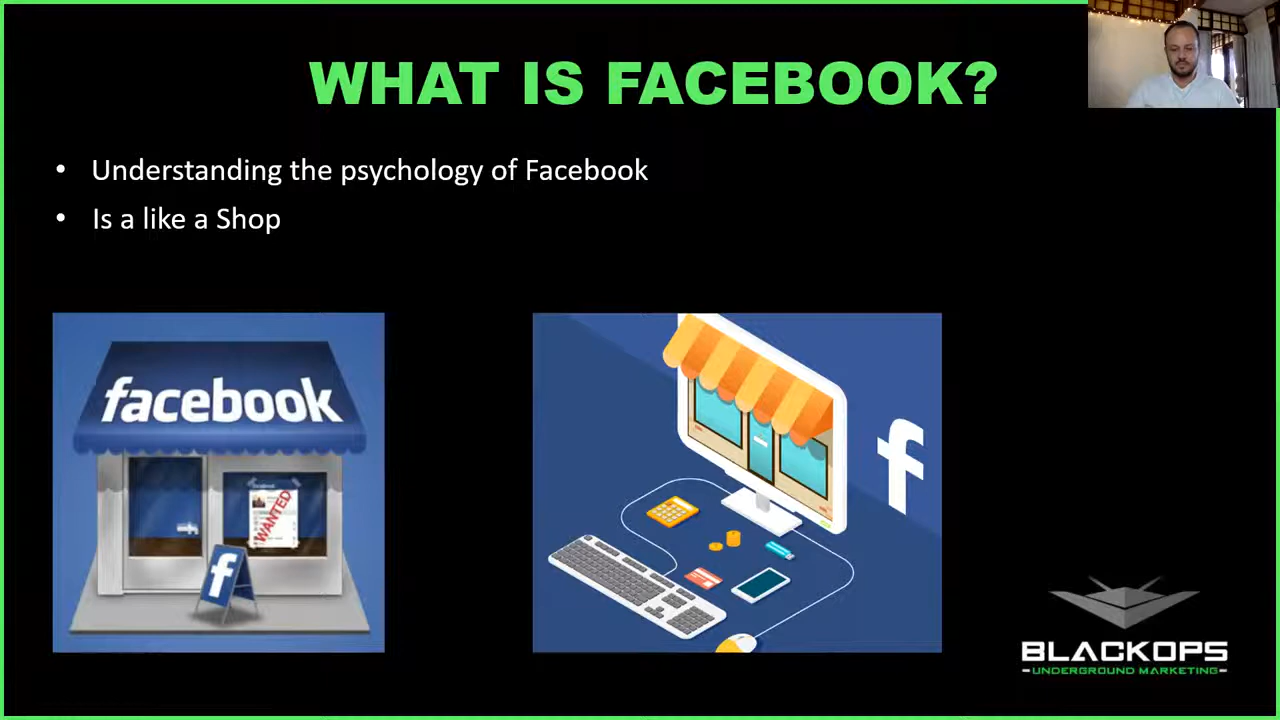 WHAT IS FACEBOOK?
• Understanding the psychology of Facebook
• Is a like a Shop
facebook
WANTED
f
f
BLACKOPS
UNDERGROUND MARKETING